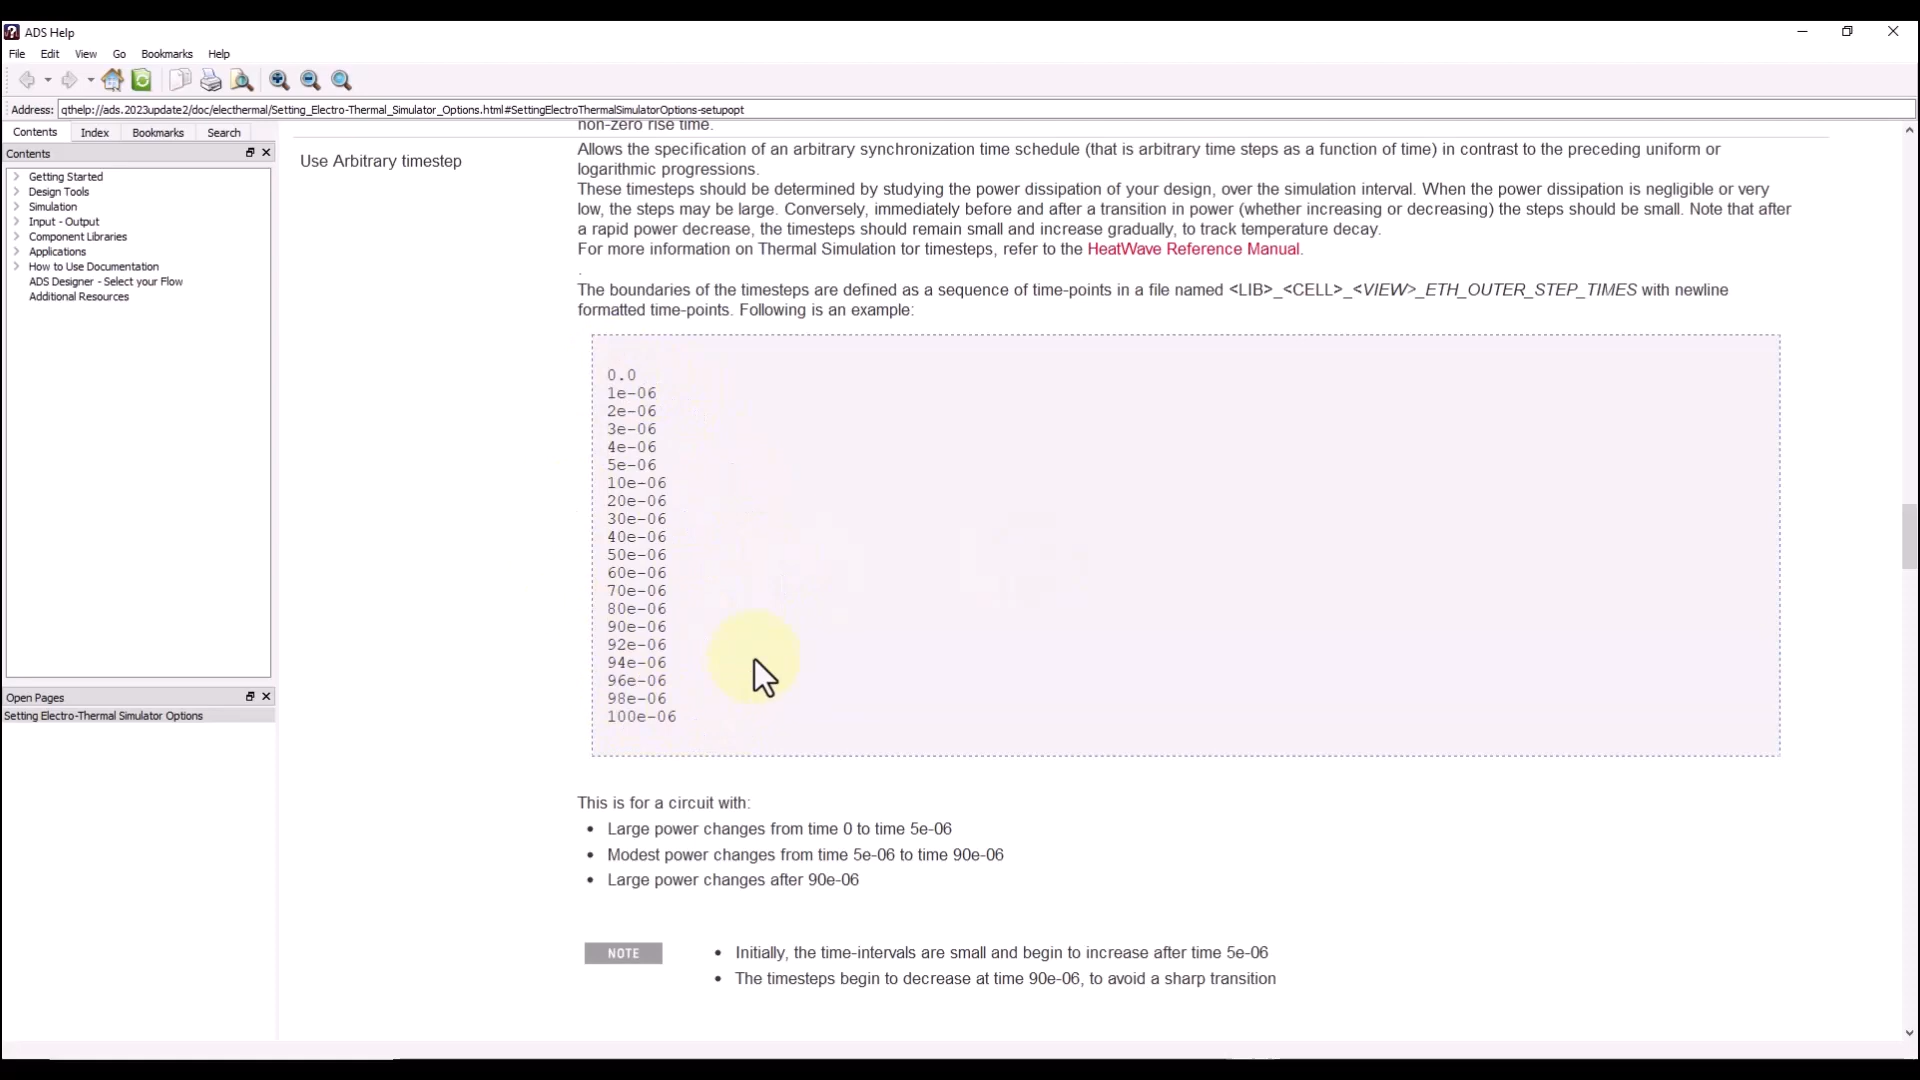 ADS Help
File Edit View Go Bookmarks Help
Address: qthelp://ads.2023update2/doc/electhermal/Setting_Electro-Thermal_Simulator_Options.html#SettingElectroThermalSimulatorOptions-setupopt
Contents Index Bookmarks Search
Contents
Getting Started
Design Tools
Simulation
Input - Output
Component Libraries
Applications
How to Use Documentation
ADS Designer - Select your Flow
Additional Resources
Open Pages
Setting Electro-Thermal Simulator Options
non-zero rise time.
Use Arbitrary timestep
Allows the specification of an arbitrary synchronization time schedule (that is arbitrary time steps as a function of time) in contrast to the preceding uniform or
logarithmic progressions.
These timesteps should be determined by studying the power dissipation of your design, over the simulation interval. When the power dissipation is negligible or very
low, the steps may be large. Conversely, immediately before and after a transition in power (whether increasing or decreasing) the steps should be small. Note that after
a rapid power decrease, the timesteps should remain small and increase gradually, to track temperature decay.
For more information on Thermal Simulation tor timesteps, refer to the HeatWave Reference Manual.
.
The boundaries of the timesteps are defined as a sequence of time-points in a file named <LIB>_<CELL>_<VIEW>_ETH_OUTER_STEP_TIMES with newline
formatted time-points. Following is an example:
0.0
1e-06
2e-06
3e-06
4e-06
5e-06
10e-06
20e-06
30e-06
40e-06
50e-06
60e-06
70e-06
80e-06
90e-06
92e-06
94e-06
96e-06
98e-06
100e-06
This is for a circuit with:
• Large power changes from time 0 to time 5e-06
• Modest power changes from time 5e-06 to time 90e-06
• Large power changes after 90e-06
NOTE
• Initially, the time-intervals are small and begin to increase after time 5e-06
• The timesteps begin to decrease at time 90e-06, to avoid a sharp transition